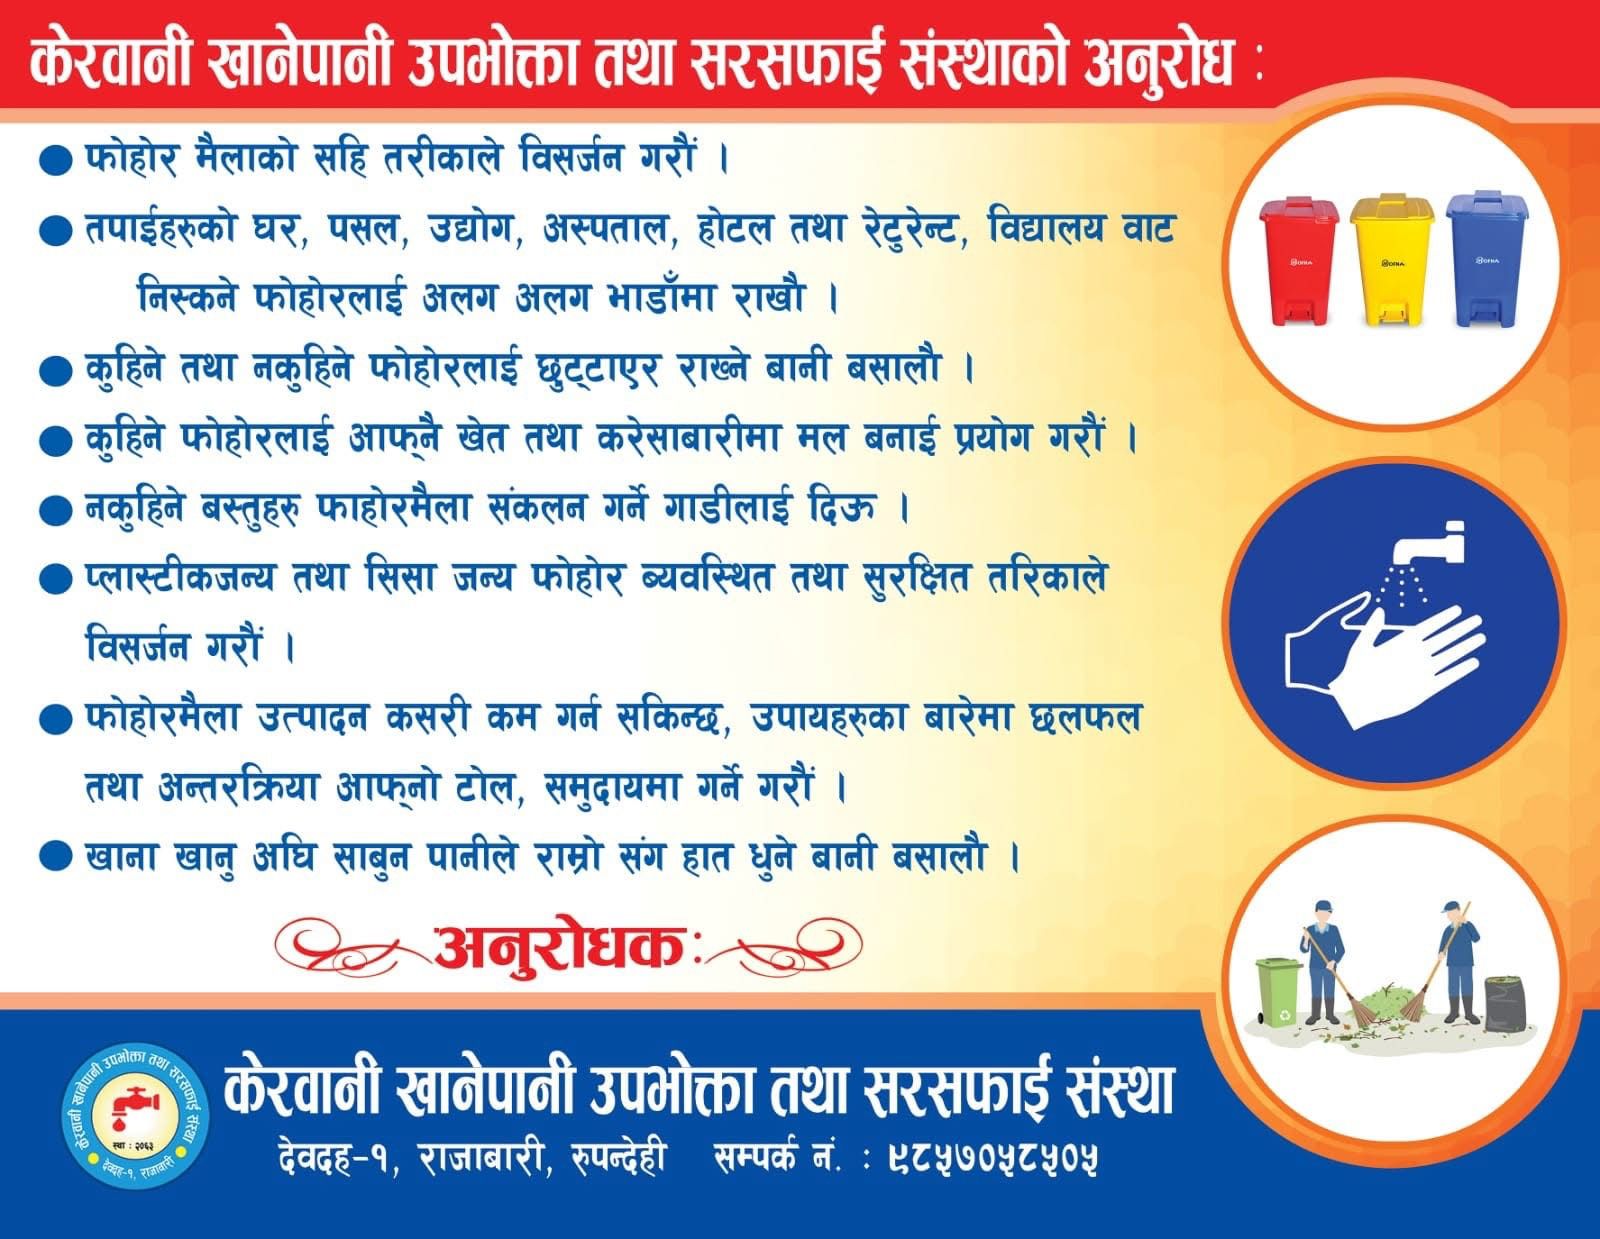 केरवानी खानेपानी उपभोक्ता तथा सरसफाई संस्थाको अनुरोध :
● फोहोर मैलाको सहि तरीकाले विसर्जन गरौं ।
● तपाईहरुको घर, पसल, उद्योग, अस्पताल, होटल तथा रेटुरेन्ट, विद्यालय वाट
निस्कने फोहोरलाई अलग अलग भाडाँमा राखौ ।
● कुहिने तथा नकुहिने फोहोरलाई छुट्टाएर राख्ने बानी बसालौ ।
● कुहिने फोहोरलाई आफ्‌नै खेत तथा करेसाबारीमा मल बनाई प्रयोग गरौं ।
● नकुहिने बस्तुहरु फाहोरमैला संकलन गर्ने गाडीलाई दिऊ ।
● प्लास्टीकजन्य तथा सिसा जन्य फोहोर ब्यवस्थित तथा सुरक्षित तरिकाले
विसर्जन गरौं ।
● फोहोरमैला उत्पादन कसरी कम गर्न सकिन्छ, उपायहरुका बारेमा छलफल
तथा अन्तरक्रिया आफ्‌नो टोल, समुदायमा गर्ने गरौं ।
● खाना खानु अघि साबुन पानीले राम्रो संग हात धुने बानी बसालौ ।
अनुरोधक:
केरवानी खानेपानी उपभोक्ता तथा सरसफाई संस्था
देवदह-१, राजाबारी, रुपन्देही सम्पर्क नं. : ९८५७०५८५०५
केरवानी खानेपानी उपभोक्ता तथा सरसफाई संस्था
स्था : २०६३
देवदह-१, राजाबारी